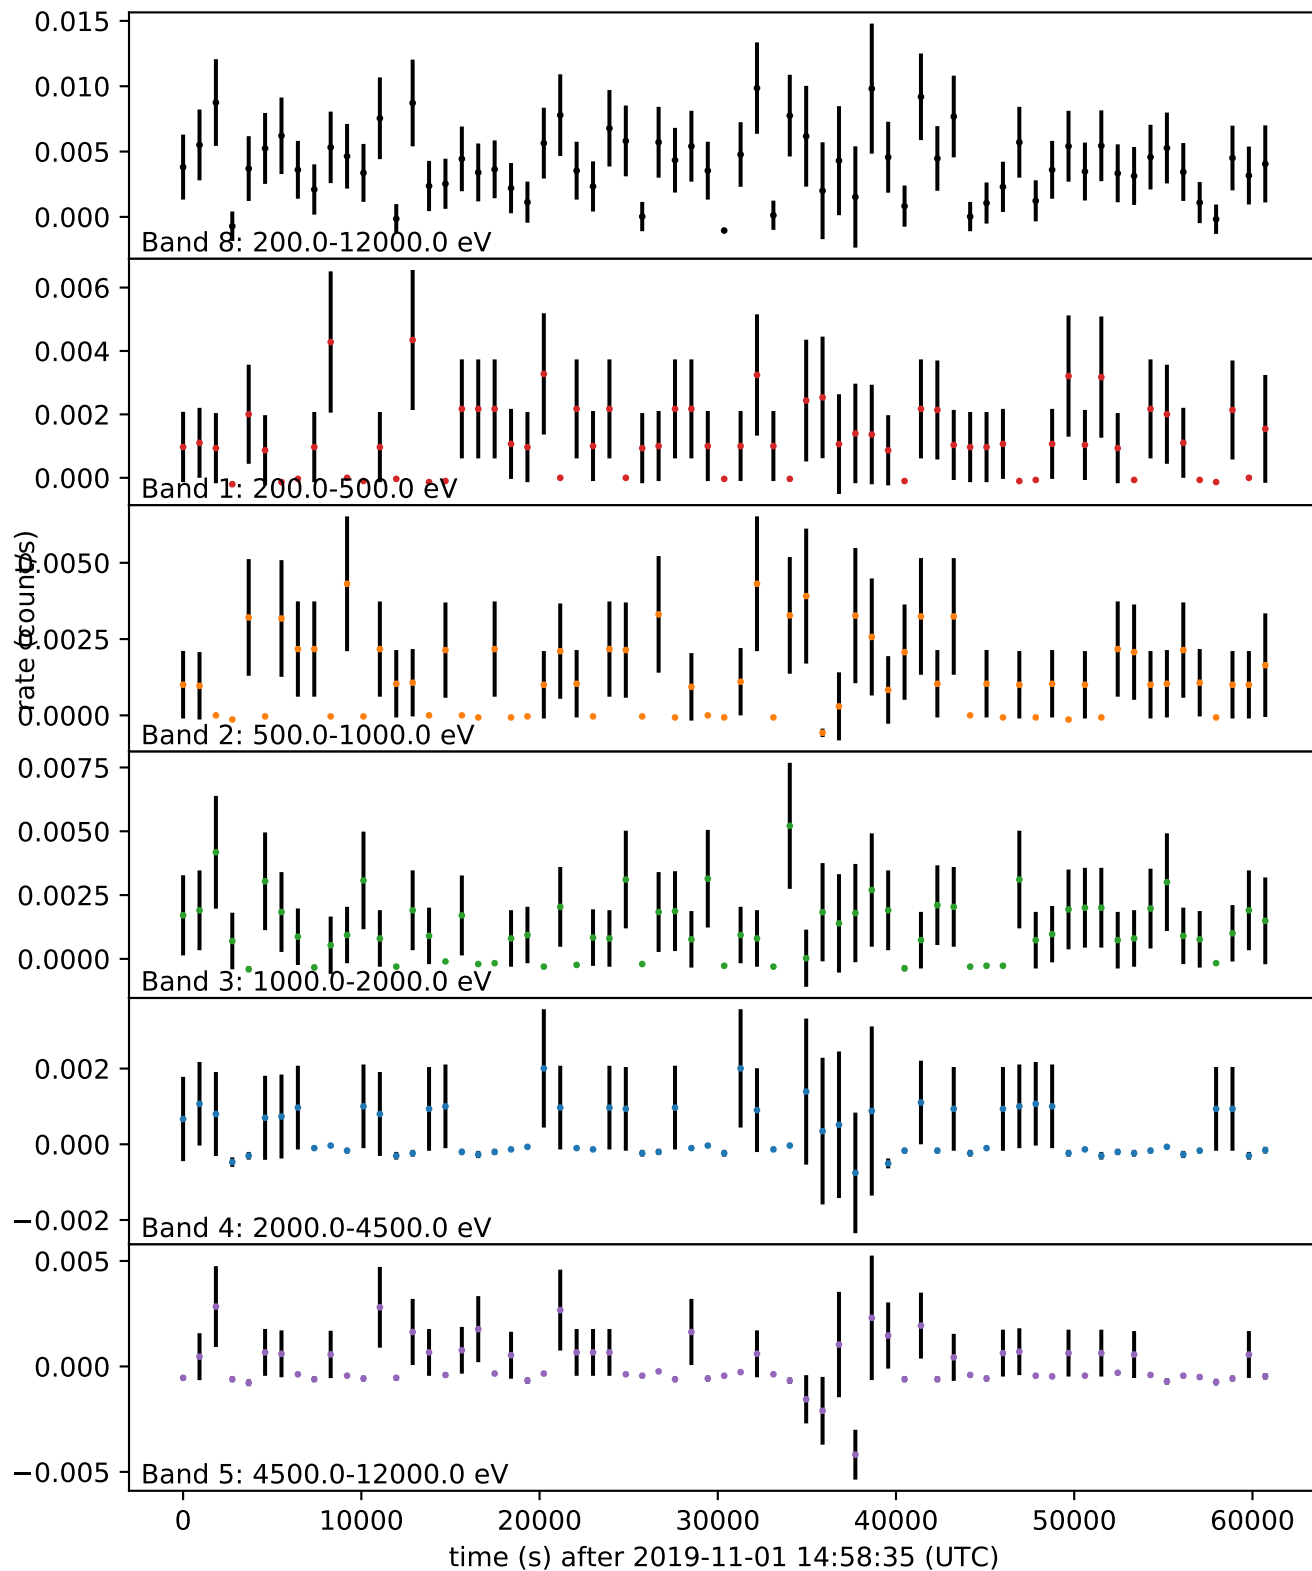 0.015
0.010
0.005
0.000
Band 8: 200.0-12000.0 eV
0.006
0.004
0.002
0.000
Band 1: 200.0-500.0 eV
rate (count/s)
0.0050
0.0025
0.0000
Band 2: 500.0-1000.0 eV
0.0075
0.0050
0.0025
0.0000
Band 3: 1000.0-2000.0 eV
0.002
0.000
−0.002
Band 4: 2000.0-4500.0 eV
0.005
0.000
−0.005
Band 5: 4500.0-12000.0 eV
0 10000 20000 30000 40000 50000 60000
time (s) after 2019-11-01 14:58:35 (UTC)